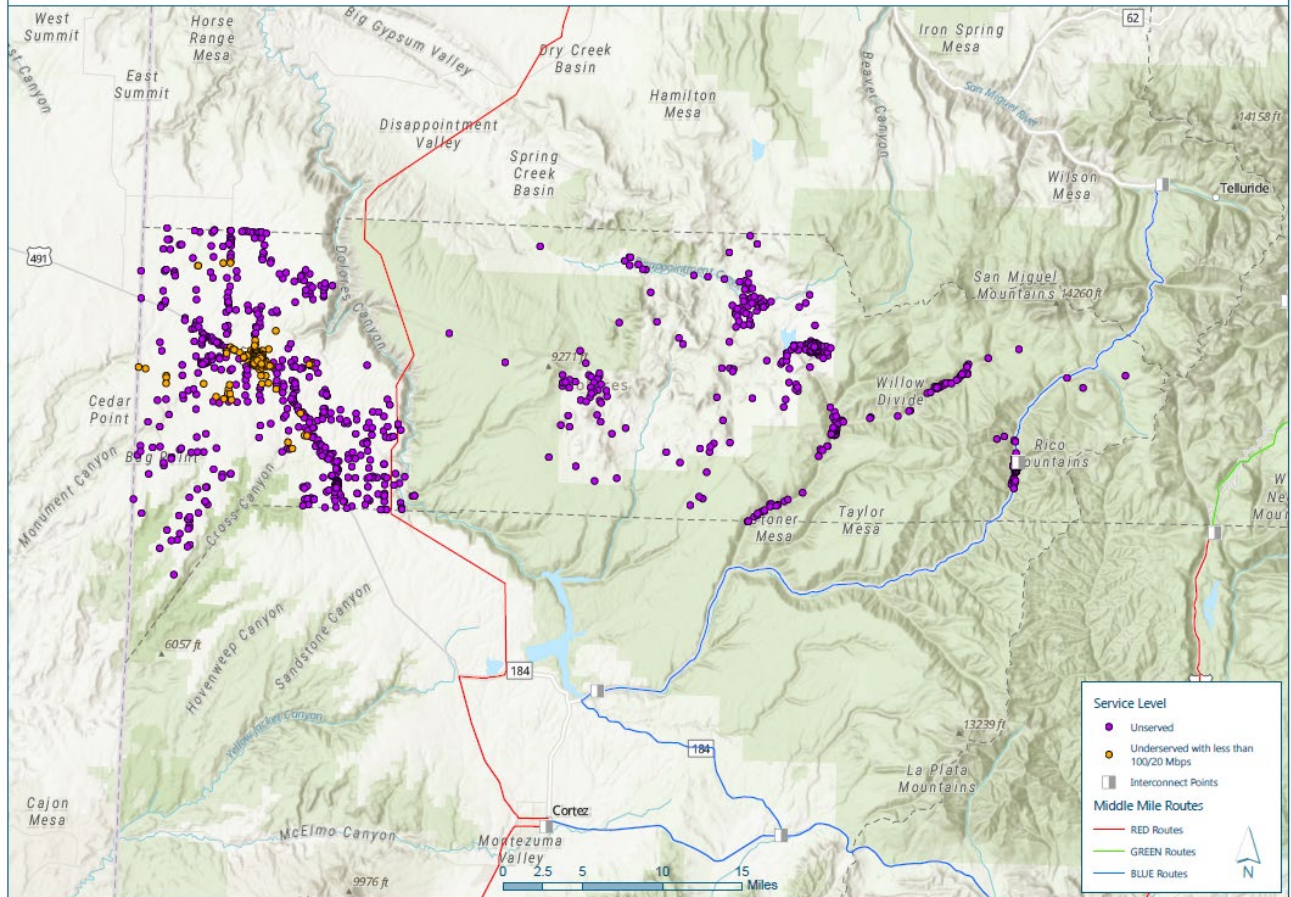 West
Summit
Horse
Range
Mesa
Big Gypsum Valley
Dry Creek
Basin
62
Iron Spring
Mesa
East
Summit
Hamilton
Mesa
Beaver Canyon
San Miguel River
14158 ft
Disappointment
Valley
Spring
Creek
Basin
Wilson
Mesa
Telluride
491
Dolores Canyon
San Miguel
Mountains
14260 ft
9271 ft
Cedar
Point
Willow
Divide
Monument Canyon
Cross Canyon
Rico
Mountains
Stoner
Mesa
Taylor
Mesa
Hovenweep Canyon
Sandstone Canyon
6057 ft
184
Yellow Jacket Canyon
184
13239 ft
La Plata
Mountains
Cajon
Mesa
Cortez
McElmo Canyon
Montezuma
Valley
9976 ft
0 2.5 5 10 15
Miles
Service Level
Unserved
Underserved with less than
100/20 Mbps
Interconnect Points
Middle Mile Routes
RED Routes
GREEN Routes
BLUE Routes
N